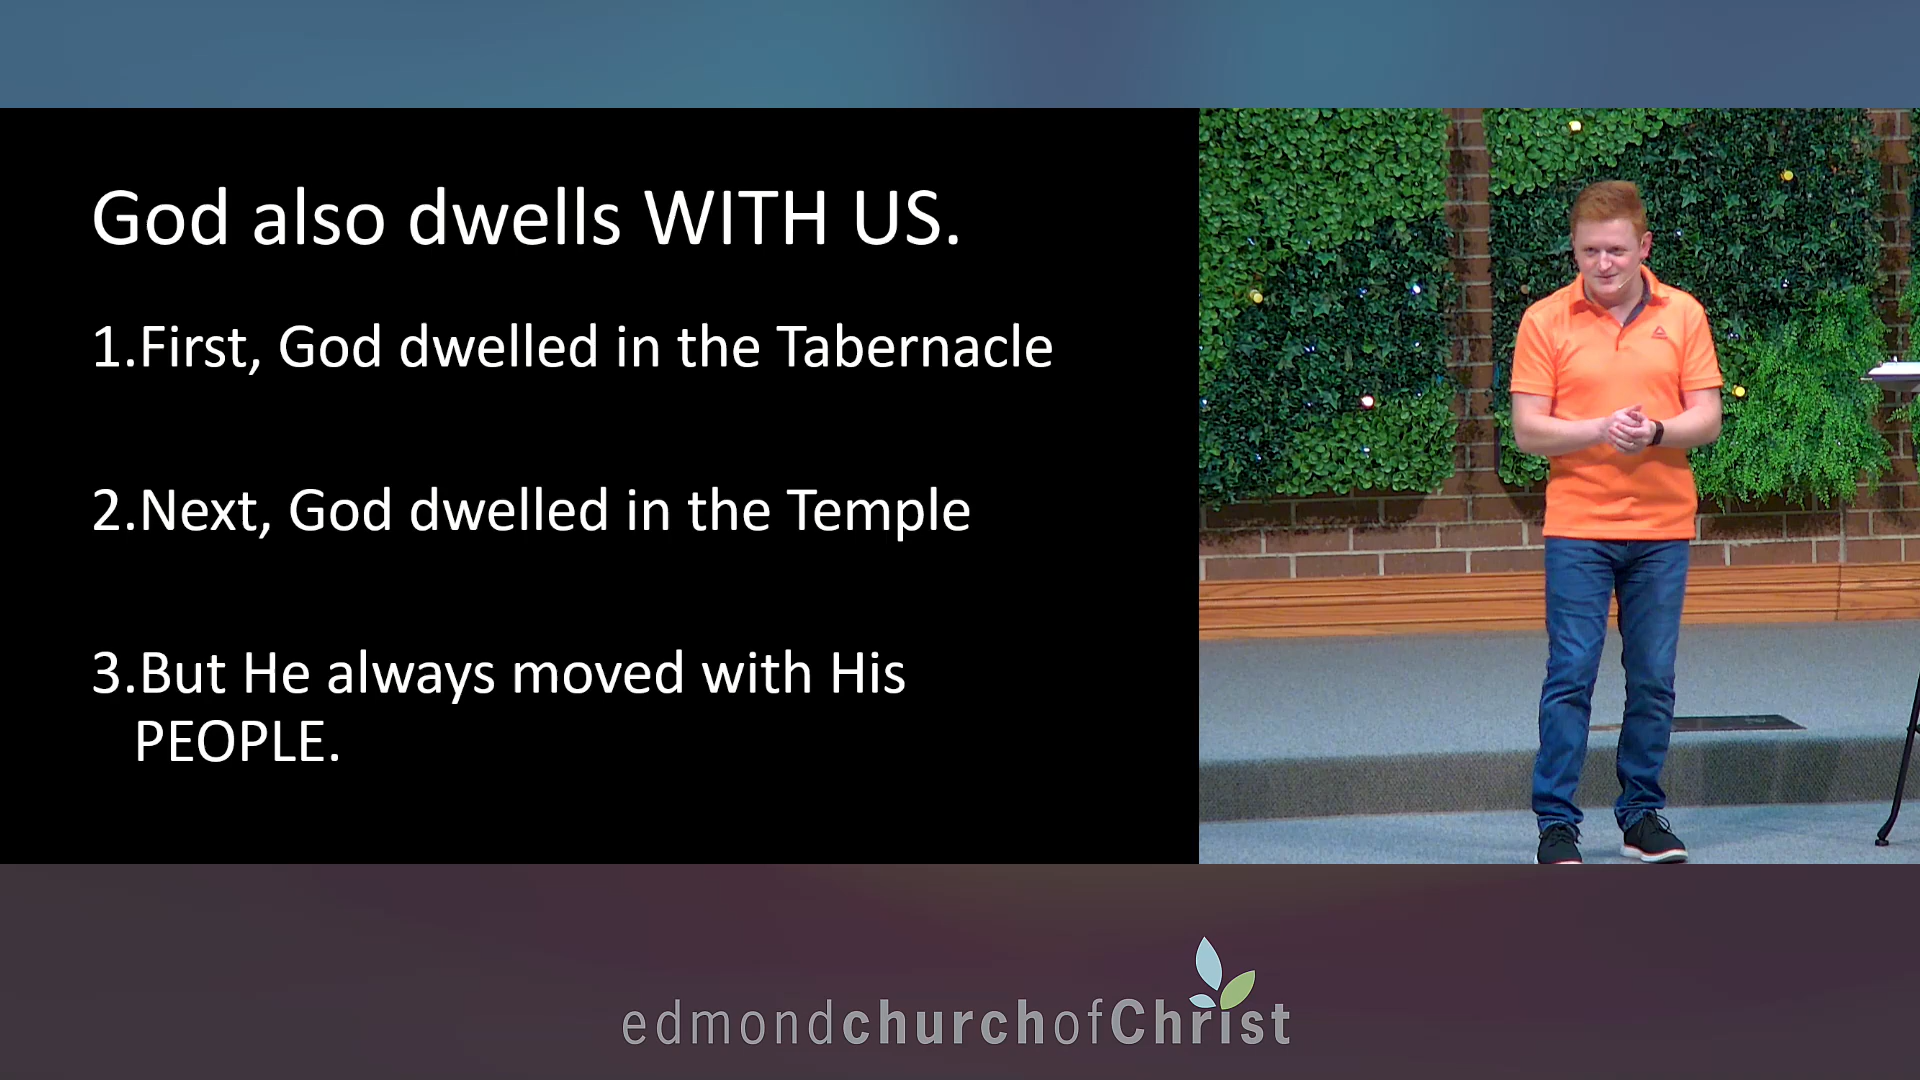 God also dwells WITH US.
1.First, God dwelled in the Tabernacle
2.Next, God dwelled in the Temple
3.But He always moved with His
PEOPLE.
edmondchurchofChrist